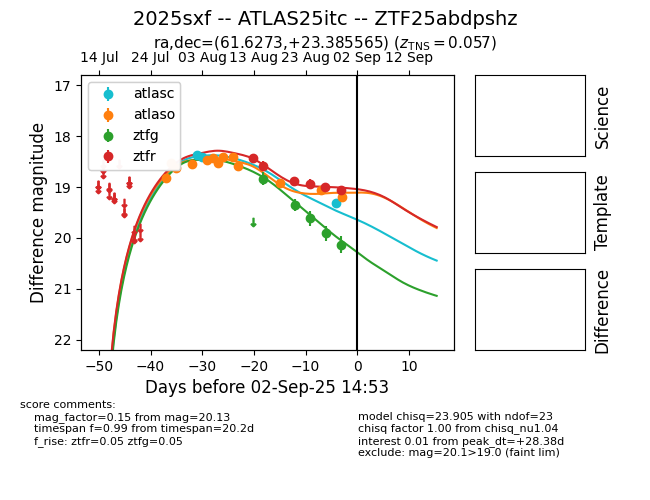 2025sxf -- ATLAS25itc -- ZTF25abdpshz
ra,dec=(61.6273,+23.385565) (z_TNS = 0.057)
14 Jul 24 Jul 03 Aug 13 Aug 23 Aug 02 Sep 12 Sep
17
18
19
20
21
22
Difference magnitude
atlasc
atlaso
ztfg
ztfr
−50 −40 −30 −20 −10 0 10
Days before 02-Sep-25 14:53
Science
Template
Difference
score comments:
mag_factor=0.15 from mag=20.13
timespan f=0.99 from timespan=20.2d
f_rise: ztfr=0.05 ztfg=0.05
model chisq=23.905 with ndof=23
chisq factor 1.00 from chisq_nu1.04
interest 0.01 from peak_dt=+28.38d
exclude: mag=20.1>19.0 (faint lim)